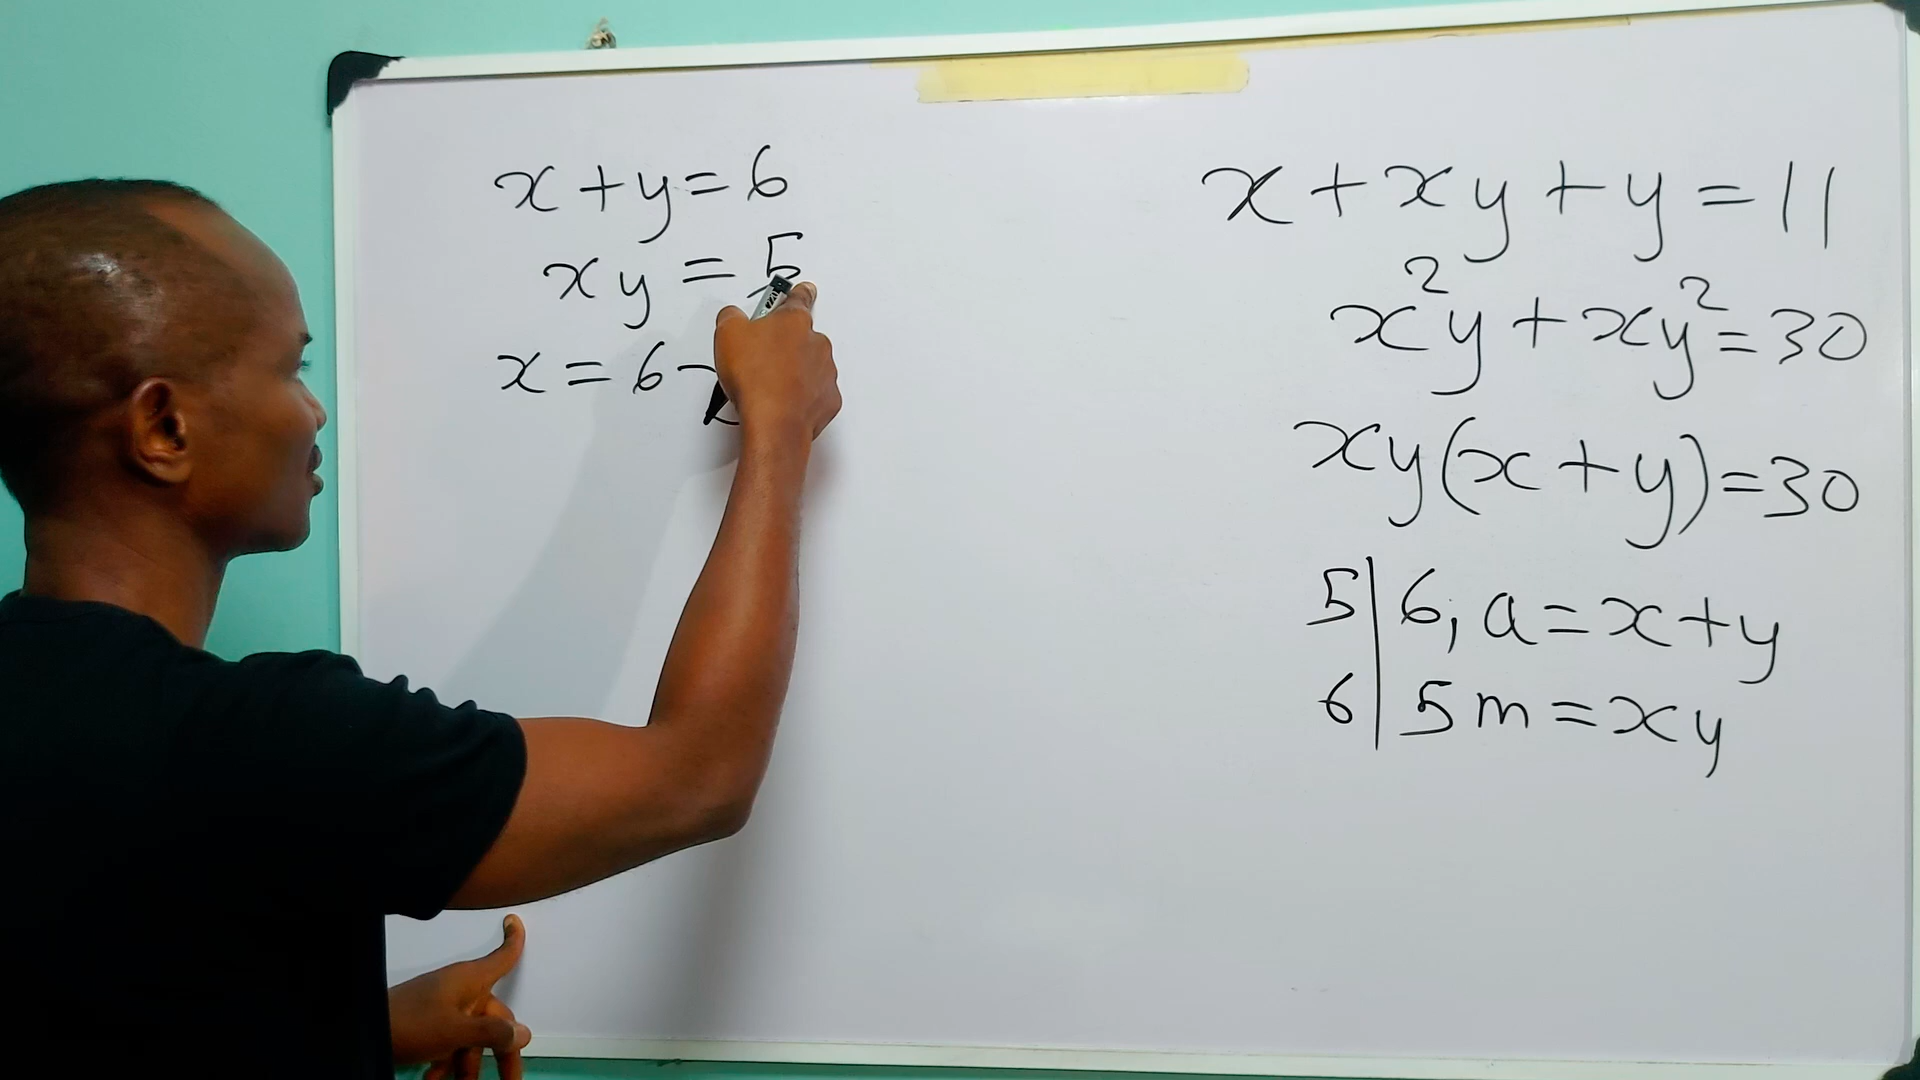 x + y = 6
xy = 5
x = 6 -
x + xy + y = 11
x²y + xy² = 30
xy(x + y) = 30
5 | 6, a = x + y
6 | 5 m = xy